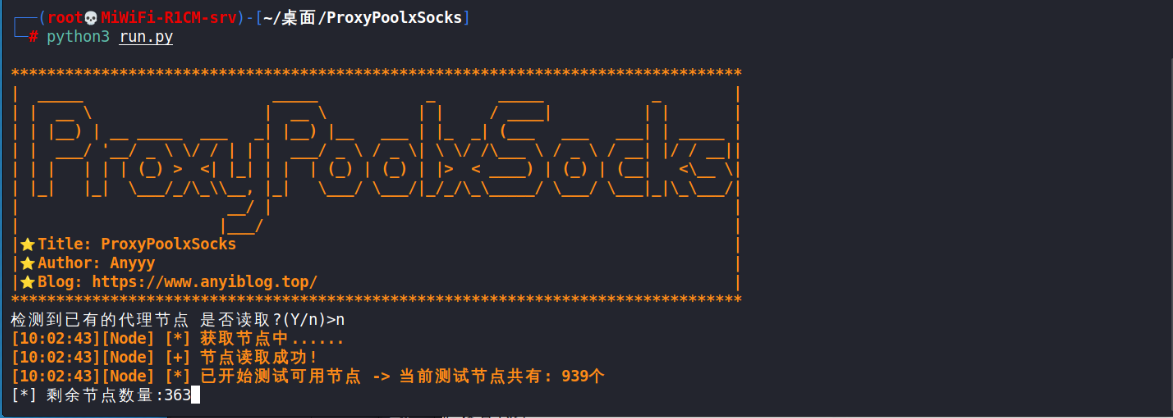 ┌──(root💀MiWiFi-R1CM-srv)-[~/桌面/ProxyPoolxSocks]
└─# python3 run.py
ProxyPoolxSocks
⭐Title: ProxyPoolxSocks
⭐Author: Anyyy
⭐Blog: https://www.anyiblog.top/
检测到已有的代理节点 是否读取?(Y/n)>n
[10:02:43][Node] [*] 获取节点中......
[10:02:43][Node] [+] 节点读取成功!
[10:02:43][Node] [*] 已开始测试可用节点 -> 当前测试节点共有: 939个
[*] 剩余节点数量:363